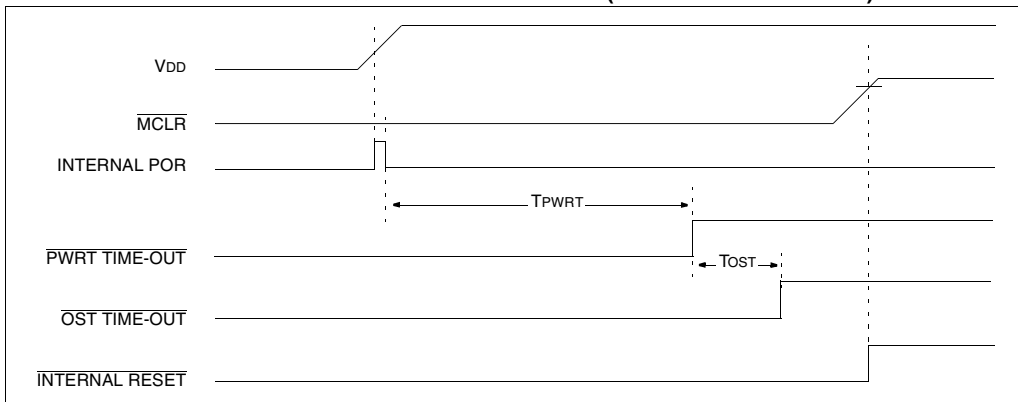 VDD
MCLR
INTERNAL POR
TPWRT
PWRT TIME-OUT
TOST
OST TIME-OUT
INTERNAL RESET